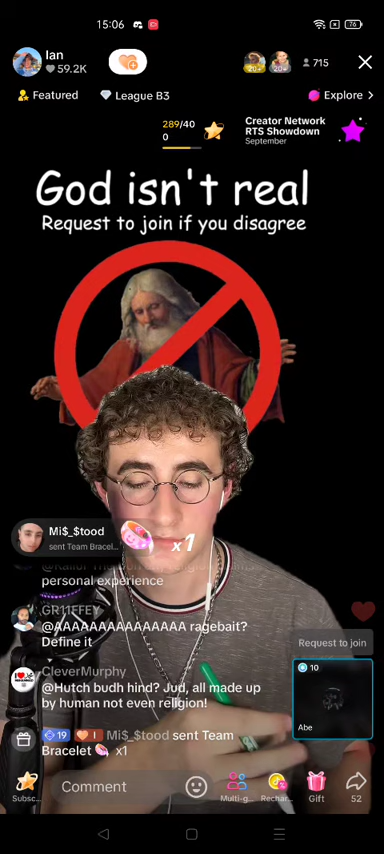 15:06
76
Ian
59.2K
20+
20+
715
Featured
League B3
Explore
289/40
0
Creator Network
RTS Showdown
September
God isn't real
Request to join if you disagree
Mi$_$tood
sent Team Bracel...
x1
personal experience
GR11FFEY
@AAAAAAAAAAAAAAA ragebait?
Define it
CleverMurphy
@Hutch budh hind? Jud, all made up
by human not even religion!
19 I Mi$_$tood sent Team
Bracelet x1
Request to join
10
Abe
Comment
Subsc...
Multi-g...
Rechar...
Gift
52